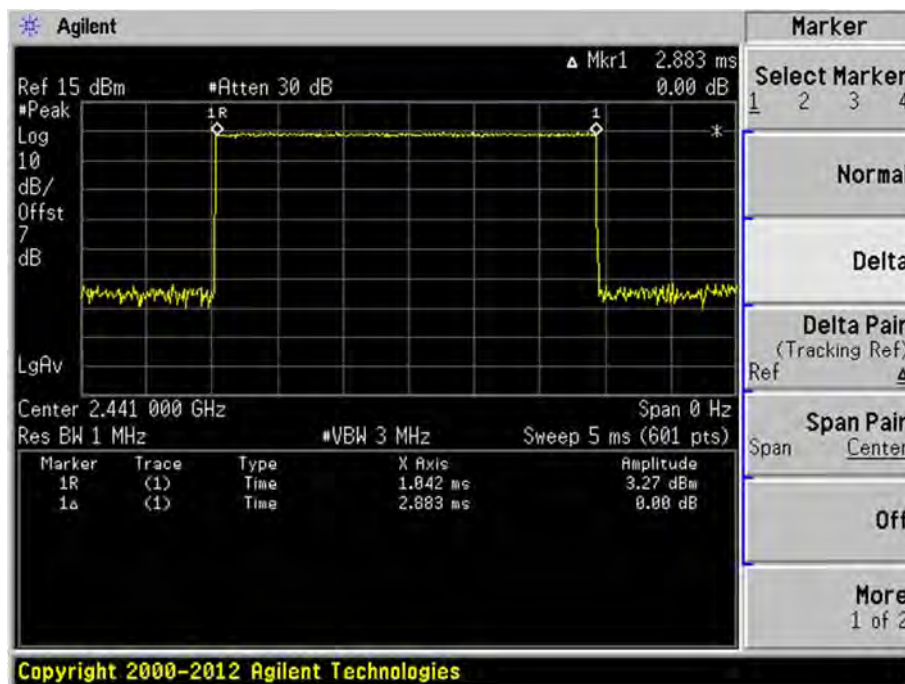 Agilent
Marker
Δ Mkr1 2.883 ms
Ref 15 dBm #Atten 30 dB 0.00 dB
Select Marker
1 2 3 4
#Peak
1R 1
Log
10
dB/
Offst
7
dB
Normal
Delta
Delta Pair
(Tracking Ref)
Ref Δ
LgAv
Center 2.441 000 GHz Span 0 Hz
Res BW 1 MHz #VBW 3 MHz Sweep 5 ms (601 pts)
Span Pair
Span Center
Marker Trace Type X Axis Amplitude
1R (1) Time 1.042 ms 3.27 dBm
1Δ (1) Time 2.883 ms 0.00 dB
Off
More
1 of 2
Copyright 2000-2012 Agilent Technologies